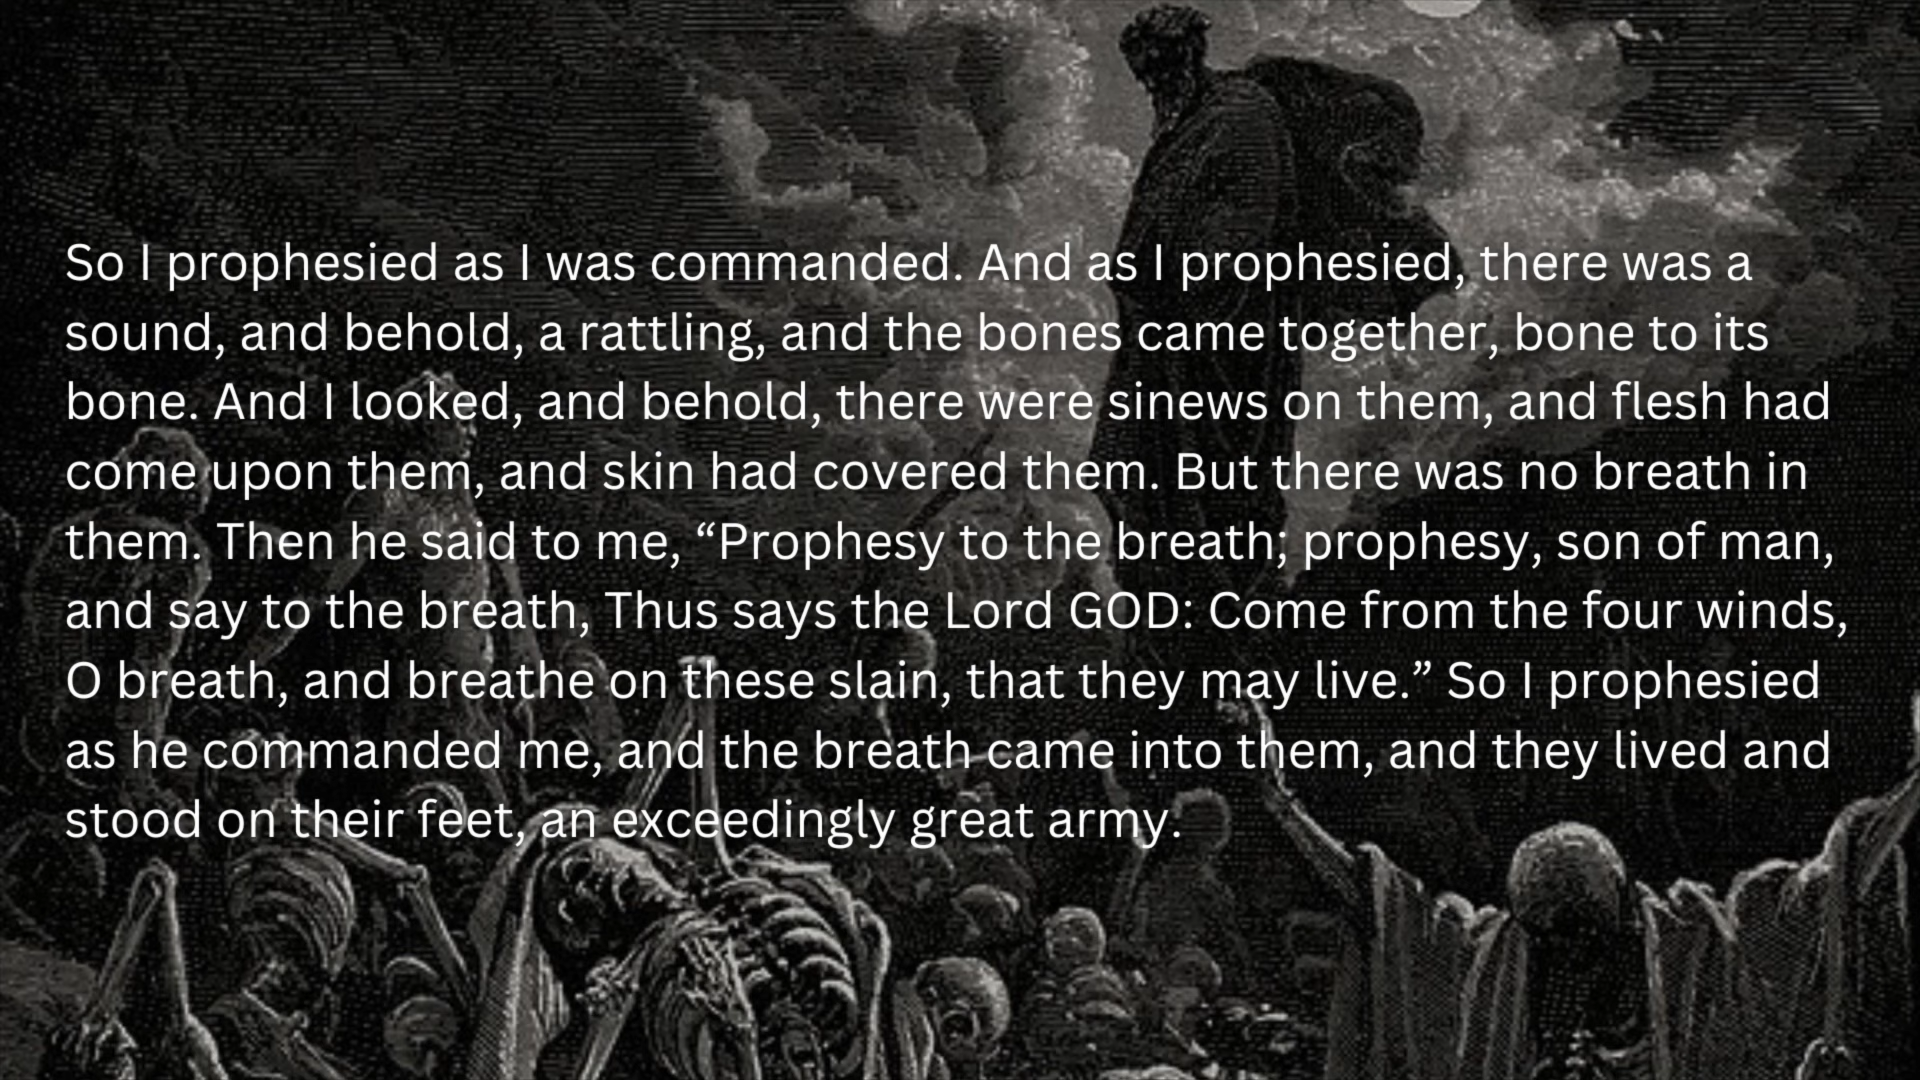 So I prophesied as I was commanded. And as I prophesied, there was a
sound, and behold, a rattling, and the bones came together, bone to its
bone. And I looked, and behold, there were sinews on them, and flesh had
come upon them, and skin had covered them. But there was no breath in
them. Then he said to me, “Prophesy to the breath; prophesy, son of man,
and say to the breath, Thus says the Lord GOD: Come from the four winds,
O breath, and breathe on these slain, that they may live.” So I prophesied
as he commanded me, and the breath came into them, and they lived and
stood on their feet, an exceedingly great army.